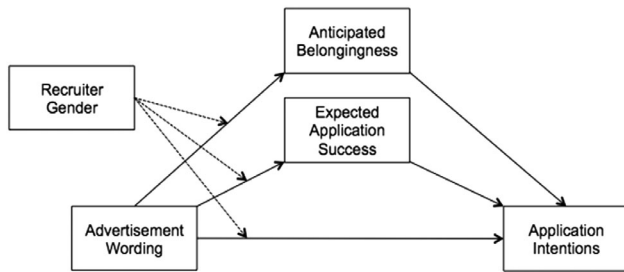 Anticipated
Belongingness
Recruiter
Gender
Expected
Application
Success
Advertisement
Wording
Application
Intentions